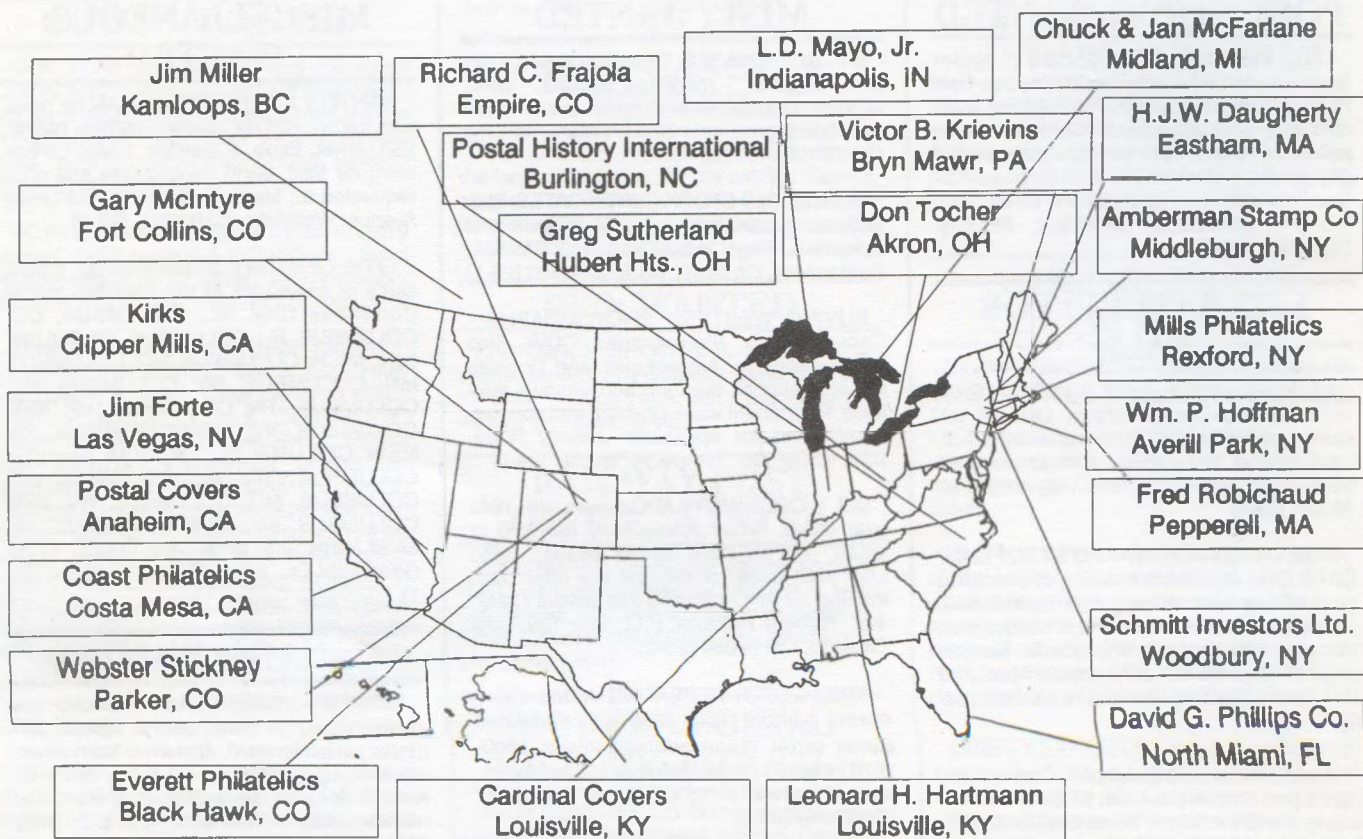 Chuck & Jan McFarlane
Midland, MI
L.D. Mayo, Jr.
Indianapolis, IN
Jim Miller
Kamloops, BC
Richard C. Frajola
Empire, CO
H.J.W. Daugherty
Eastham, MA
Victor B. Krievins
Bryn Mawr, PA
Postal History International
Burlington, NC
Gary McIntyre
Fort Collins, CO
Don Tocher
Akron, OH
Amberman Stamp Co
Middleburgh, NY
Greg Sutherland
Hubert Hts., OH
Kirks
Clipper Mills, CA
Mills Philatelics
Rexford, NY
Jim Forte
Las Vegas, NV
Wm. P. Hoffman
Averill Park, NY
Postal Covers
Anaheim, CA
Fred Robichaud
Pepperell, MA
Coast Philatelics
Costa Mesa, CA
Schmitt Investors Ltd.
Woodbury, NY
Webster Stickney
Parker, CO
David G. Phillips Co.
North Miami, FL
Everett Philatelics
Black Hawk, CO
Cardinal Covers
Louisville, KY
Leonard H. Hartmann
Louisville, KY